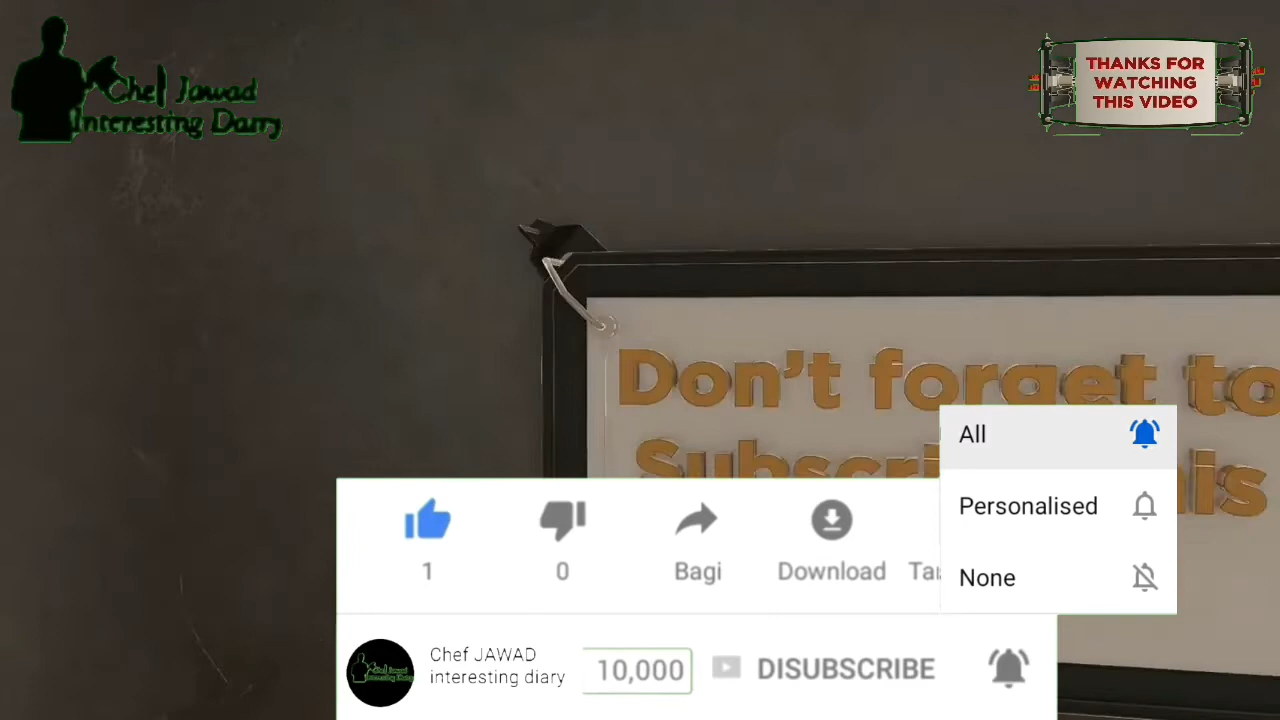 Chef Jawad
Interesting Diary
THANKS FOR
WATCHING
THIS VIDEO
Don't forget to
All
Personalised
None
1
0
Bagi
Download
Chef JAWAD
interesting diary
10,000
DISUBSCRIBE